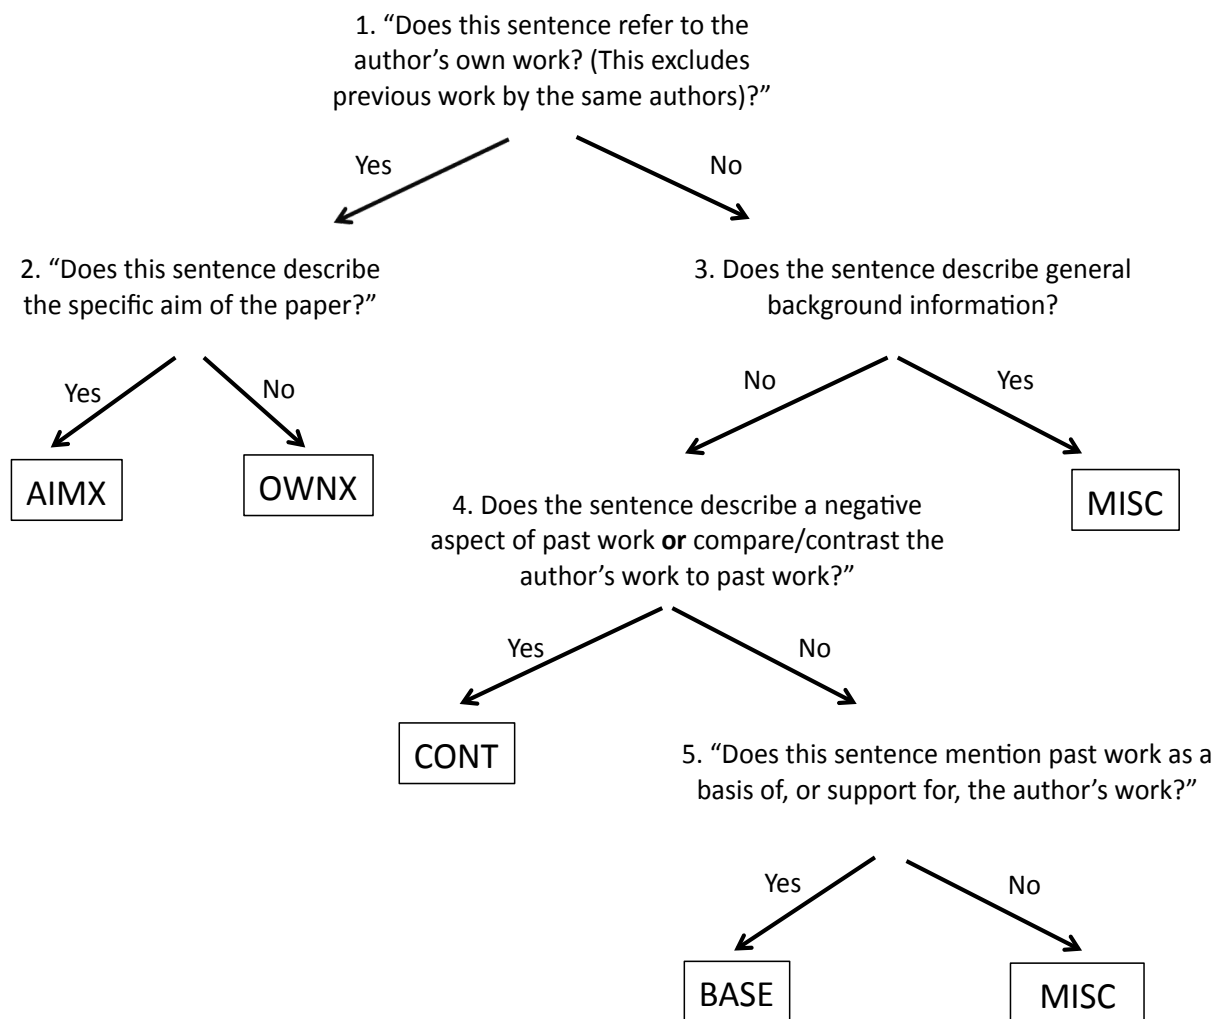 1. “Does this sentence refer to the
author’s own work? (This excludes
previous work by the same authors)?”
Yes
No
2. “Does this sentence describe
the specific aim of the paper?”
3. Does the sentence describe general
background information?
Yes
No
No
Yes
AIMX
OWNX
MISC
4. Does the sentence describe a negative
aspect of past work or compare/contrast the
author’s work to past work?”
Yes
No
CONT
5. “Does this sentence mention past work as a
basis of, or support for, the author’s work?”
Yes
No
BASE
MISC